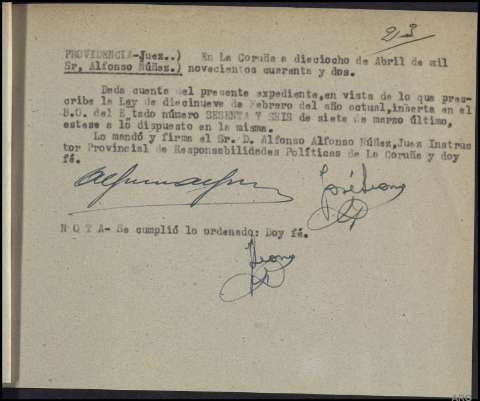 PROVIDENCIA-Juez..) En La Coruña a dieciocho de Abril de mil
Sr. Alfonso Núñez.) novecientos cuarenta y dos.
Dada cuenta del presente expediente, en vista de lo que pres-
cribe la Ley de diecinueve de Febrero del año actual, inserta en el
B.O. del E tado número SESENTA Y SEIS de siete de marzo último,
estese a lo dispuesto en la misma.
Lo mandó y firma el Sr. D. Alfonso Alfonso Núñez, Juez Instruc
tor Provincial de Responsabilidades Políticas de La Coruña y doy
fé.
N O T A- Se cumplió lo ordenado: Doy fé.